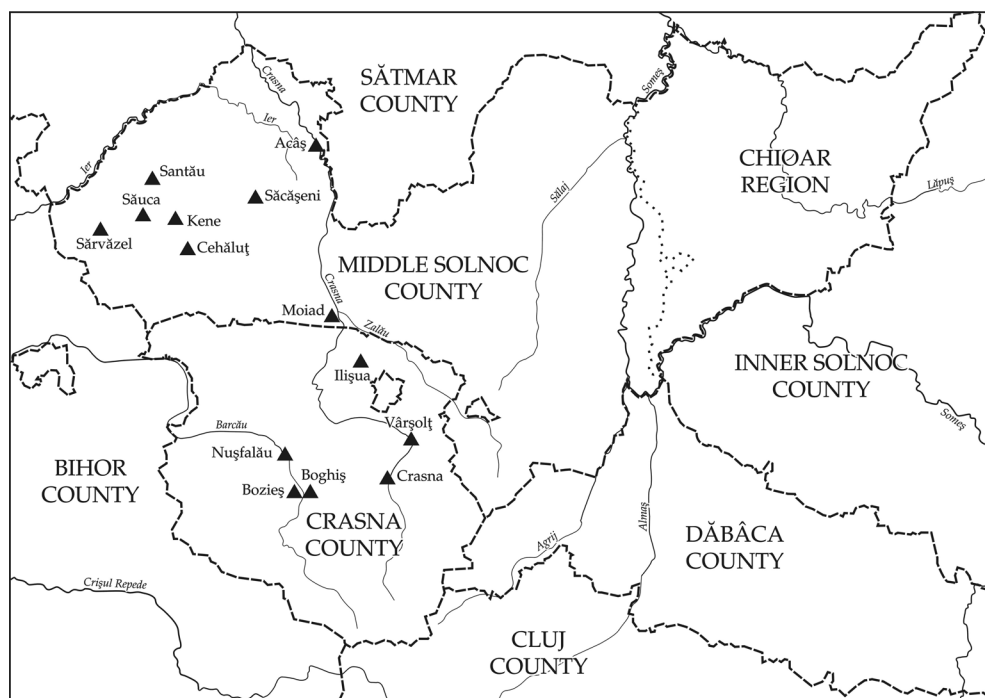 Crasna
SĂTMAR
COUNTY
Someş
Ier
Acâş
CHIOAR
REGION
Ier
Santău
Săcăşeni
Sălaj
Lăpuş
Săuca
Kene
Sărvăzel
Cehăluţ
MIDDLE SOLNOC
COUNTY
Crasna
Moiad
Zalău
INNER SOLNOC
COUNTY
Ilişua
Someş
Vârşolţ
Barcău
Nuşfalău
BIHOR
COUNTY
Boghiş
Bozieş
Crasna
CRASNA
COUNTY
Almaş
Agrij
DĂBÂCA
COUNTY
Crişul Repede
CLUJ
COUNTY